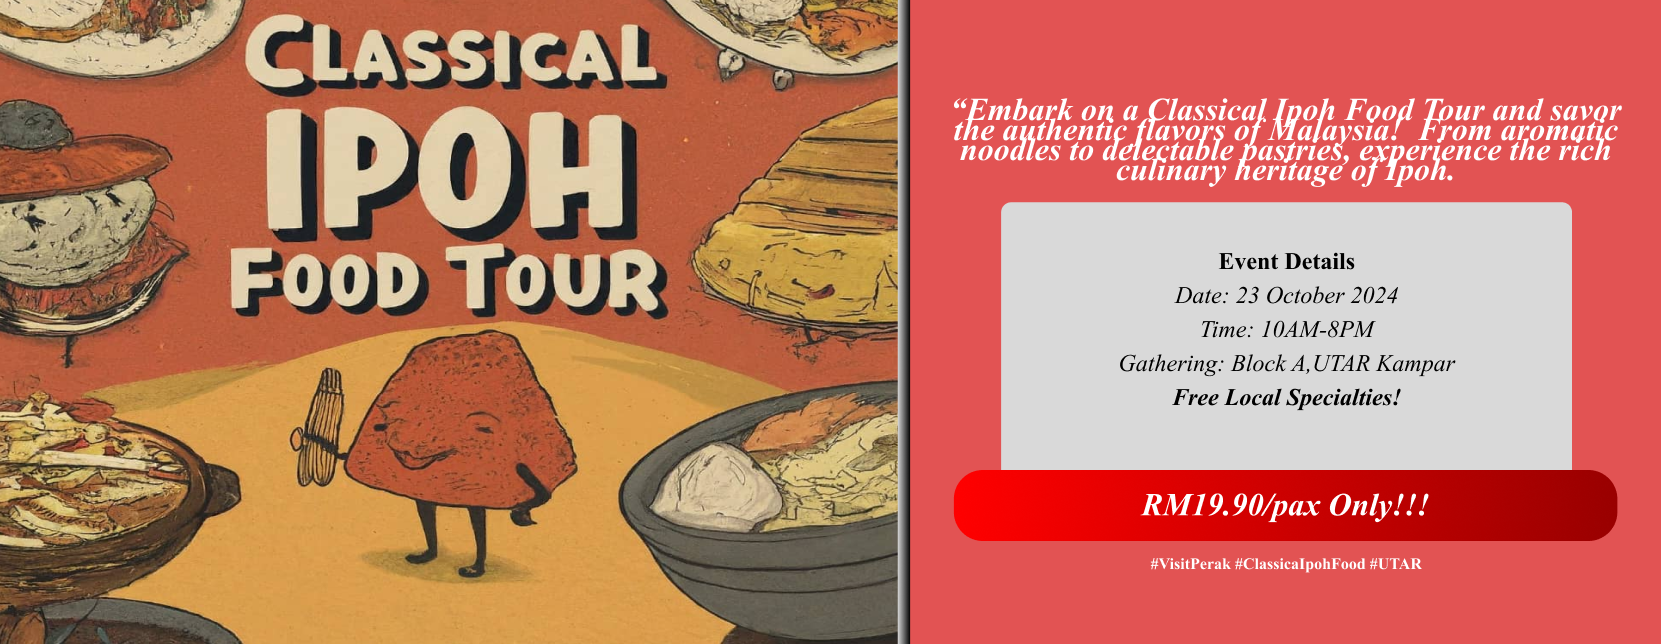 CLASSICAL
IPOH
FOOD TOUR
“Embark on a Classical Ipoh Food Tour and savor
the authentic flavors of Malaysia!  From aromatic
noodles to delectable pastries, experience the rich
culinary heritage of Ipoh.
Event Details
Date: 23 October 2024
Time: 10AM-8PM
Gathering: Block A,UTAR Kampar
Free Local Specialties!
RM19.90/pax Only!!!
#VisitPerak #ClassicaIpohFood #UTAR